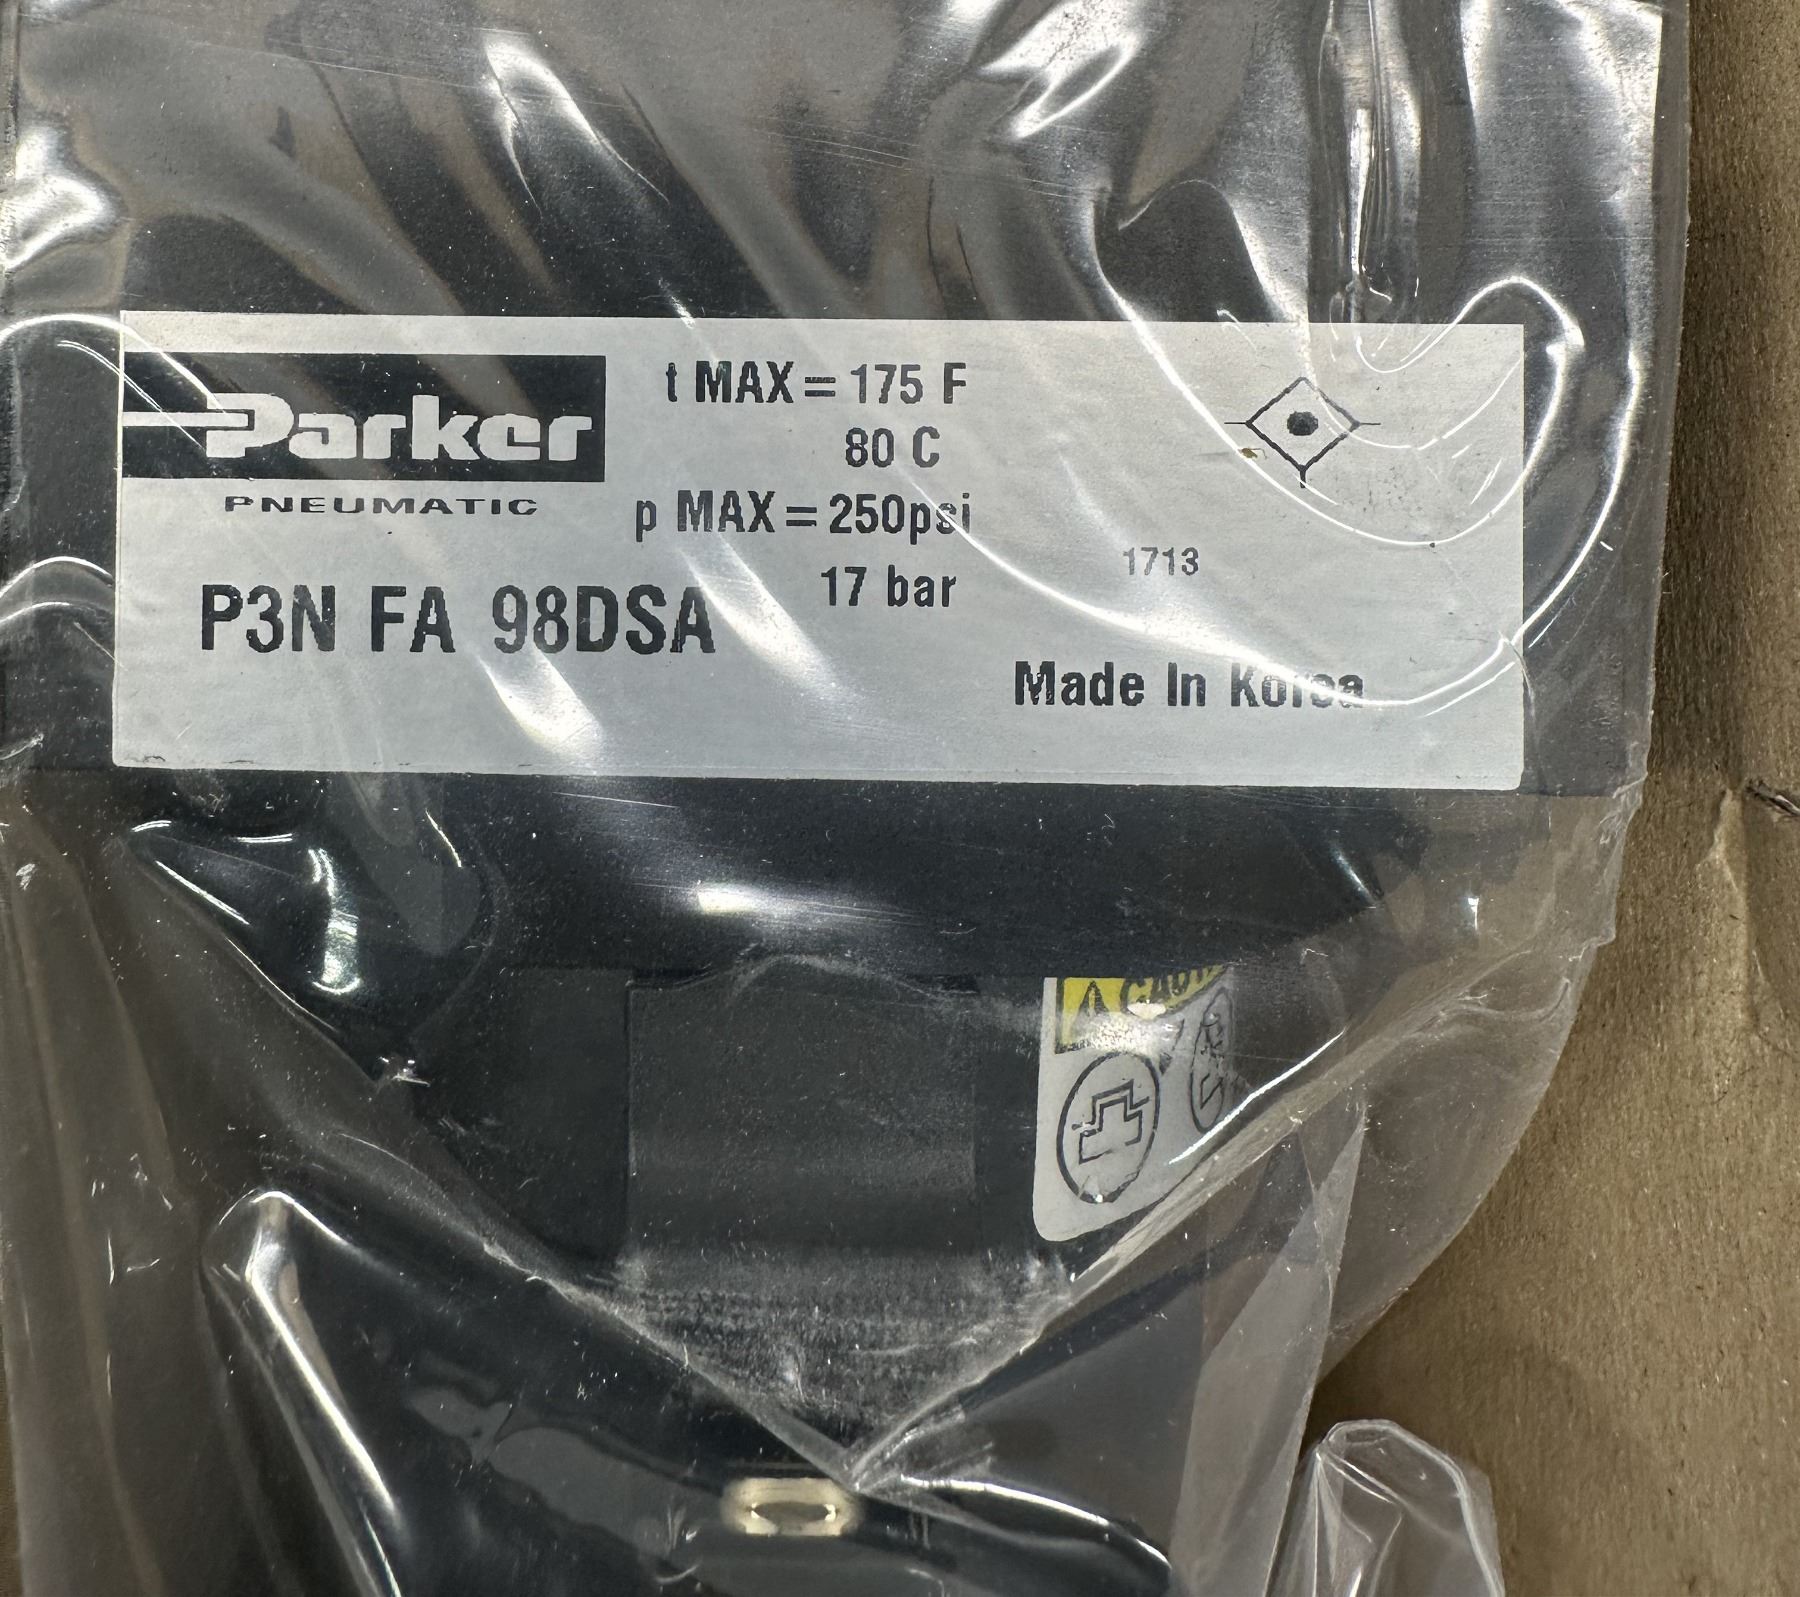 Parker
PNEUMATIC
t MAX = 175 F
80 C
p MAX = 250psi
17 bar
P3N FA 98DSA
1713
Made In Korea